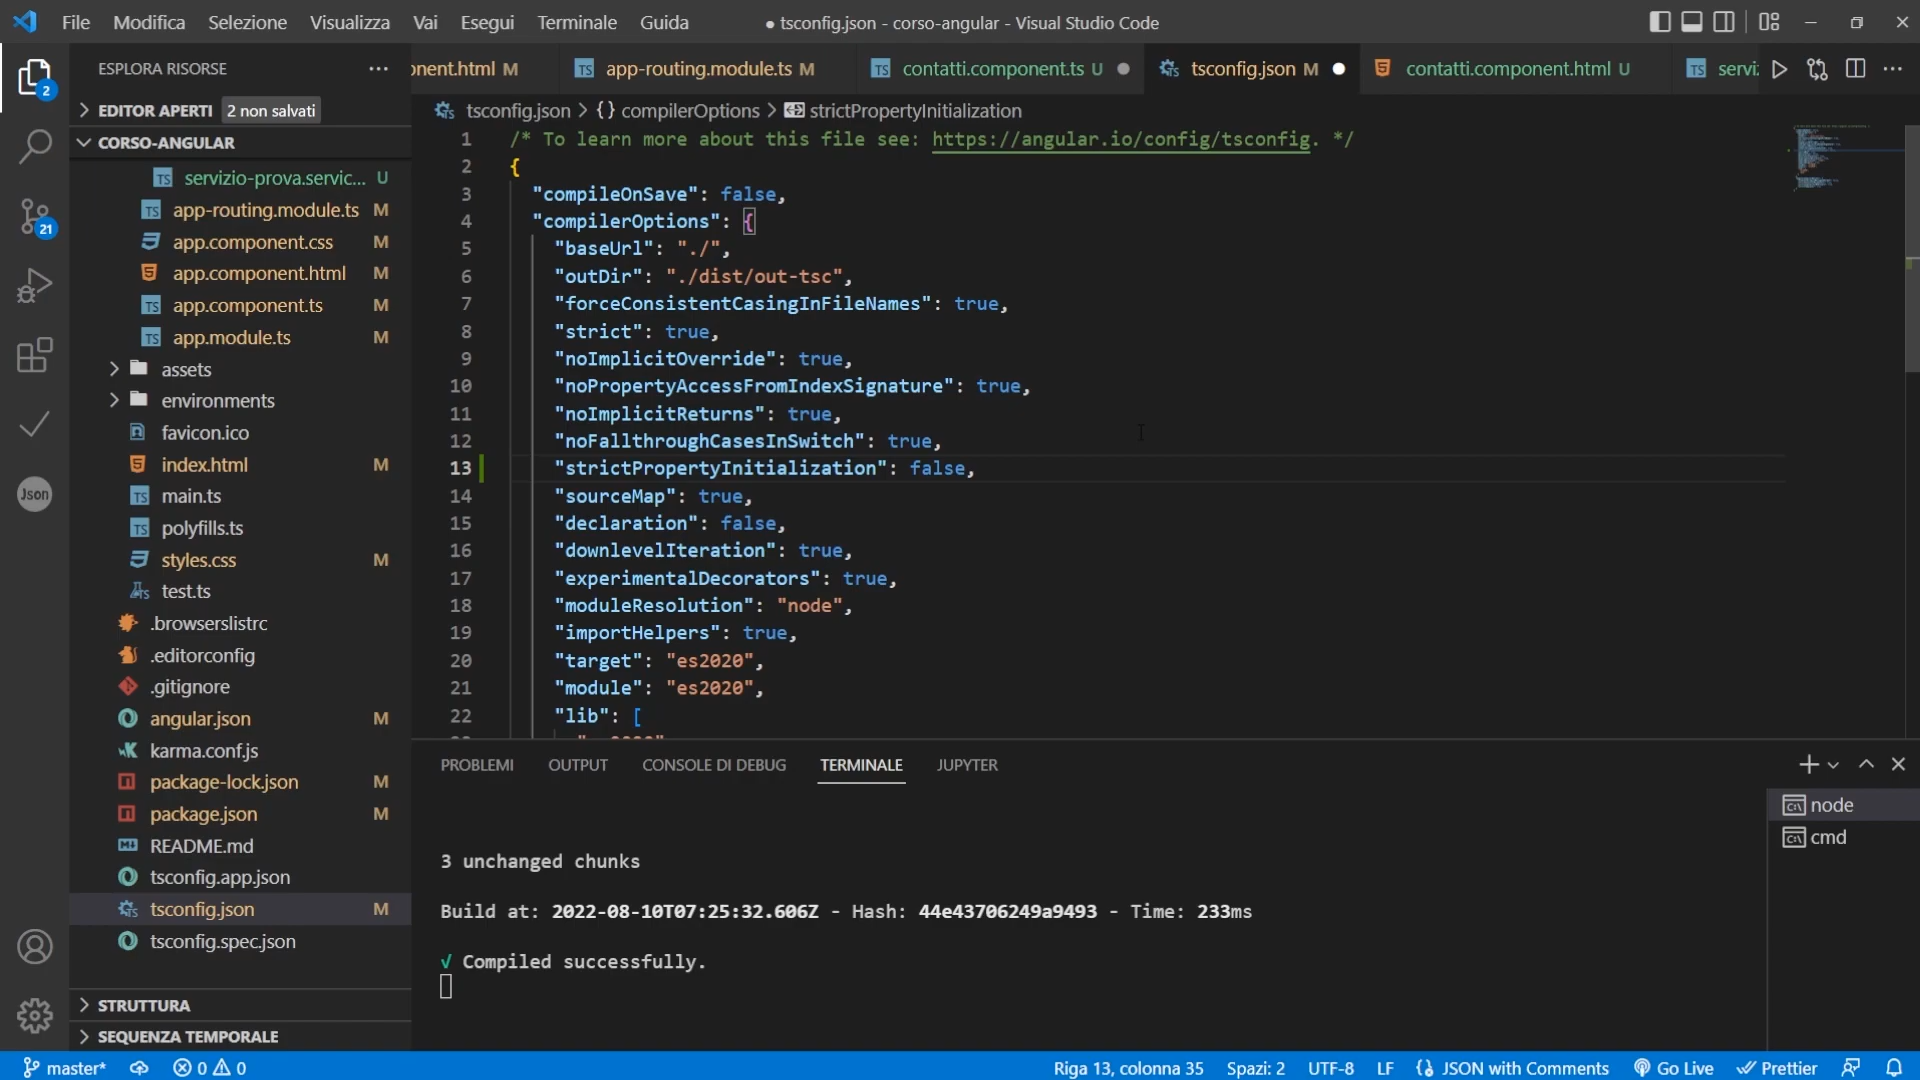 File Modifica Selezione Visualizza Vai Esegui Terminale Guida ● tsconfig.json - corso-angular - Visual Studio Code
ESPLORA RISORSE ···
nent.html M app-routing.module.ts M contatti.component.ts U tsconfig.json M contatti.component.html U servi
EDITOR APERTI 2 non salvati
tsconfig.json > {} compilerOptions > strictPropertyInitialization
CORSO-ANGULAR
servizio-prova.servic... U
app-routing.module.ts M
app.component.css M
app.component.html M
app.component.ts M
app.module.ts M
assets
environments
favicon.ico
index.html M
main.ts
polyfills.ts
styles.css M
test.ts
.browserslistrc
.editorconfig
.gitignore
angular.json M
karma.conf.js
package-lock.json M
package.json M
README.md
tsconfig.app.json
tsconfig.json M
tsconfig.spec.json
STRUTTURA
SEQUENZA TEMPORALE
2
21
Json
1 /* To learn more about this file see: https://angular.io/config/tsconfig. */
2 {
3 "compileOnSave": false,
4 "compilerOptions": {
5 "baseUrl": "./",
6 "outDir": "./dist/out-tsc",
7 "forceConsistentCasingInFileNames": true,
8 "strict": true,
9 "noImplicitOverride": true,
10 "noPropertyAccessFromIndexSignature": true,
11 "noImplicitReturns": true,
12 "noFallthroughCasesInSwitch": true,
13 "strictPropertyInitialization": false,
14 "sourceMap": true,
15 "declaration": false,
16 "downlevelIteration": true,
17 "experimentalDecorators": true,
18 "moduleResolution": "node",
19 "importHelpers": true,
20 "target": "es2020",
21 "module": "es2020",
22 "lib": [
PROBLEMI OUTPUT CONSOLE DI DEBUG TERMINALE JUPYTER
node
cmd
3 unchanged chunks
Build at: 2022-08-10T07:25:32.606Z - Hash: 44e43706249a9493 - Time: 233ms
√ Compiled successfully.
master* 0 0 Riga 13, colonna 35 Spazi: 2 UTF-8 LF JSON with Comments Go Live Prettier